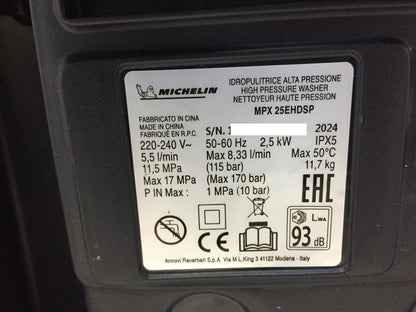 MICHELIN
IDROPULITRICE ALTA PRESSIONE
HIGH PRESSURE WASHER
NETTOYEUR HAUTE PRESSION
MPX 25EHDSP
FABBRICATO IN CINA
MADE IN CHINA
FABRIQUÉ EN R.P.C.
S/N. 1 2024
220-240 V~ 50-60 Hz 2,5 kW IPX5
5,5 l/min Max 8,33 l/min Max 50°C
11,5 MPa (115 bar) 11,7 kg
Max 17 MPa (Max 170 bar)
P IN Max : 1 MPa (10 bar)
EAC
CE
LWA
93 dB
Annovi Reverberi S.p.A. Via M.L.King 3 41122 Modena - Italy